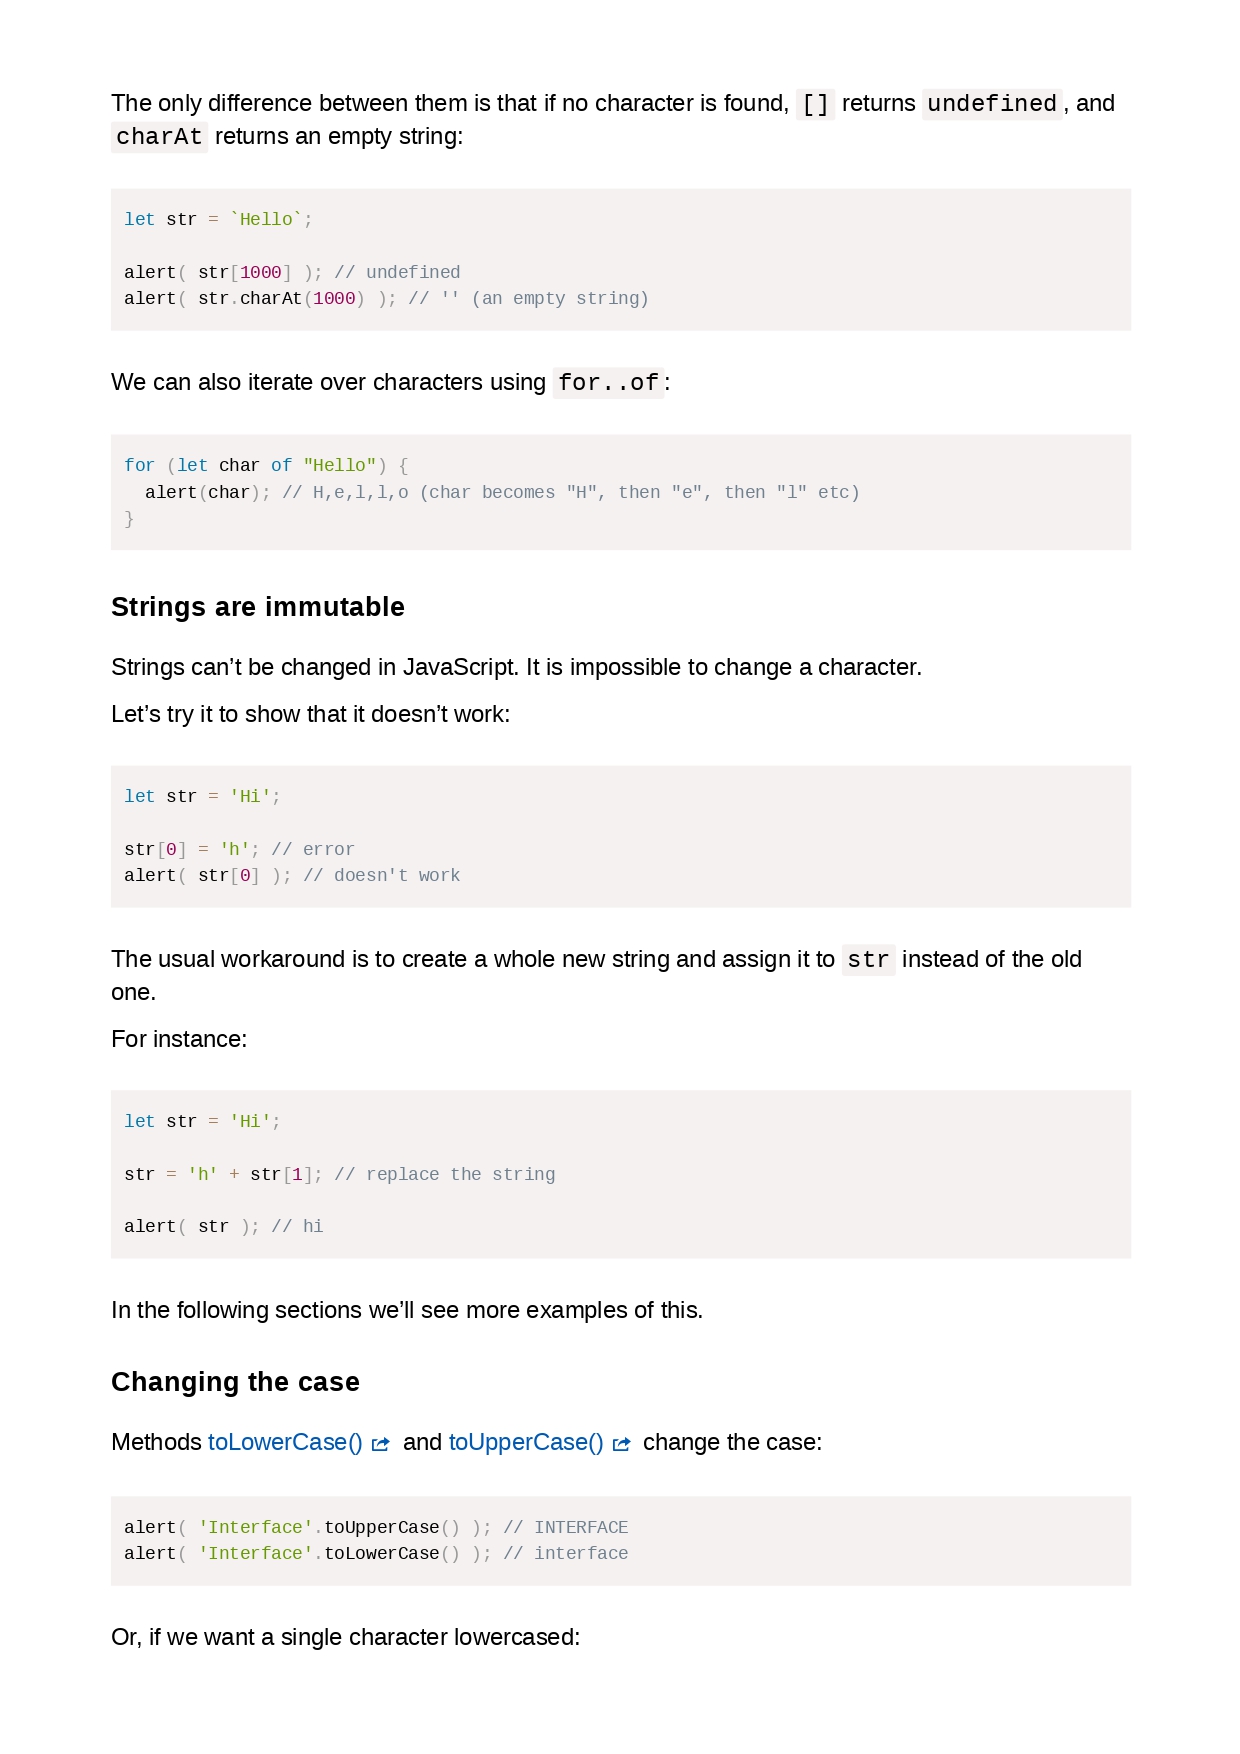 The only difference between them is that if no character is found, [] returns undefined, and
charAt returns an empty string:
let str = `Hello`;
alert( str[1000] ); // undefined
alert( str.charAt(1000) ); // '' (an empty string)
We can also iterate over characters using for..of:
for (let char of "Hello") {
  alert(char); // H,e,l,l,o (char becomes "H", then "e", then "l" etc)
}
Strings are immutable
Strings can’t be changed in JavaScript. It is impossible to change a character.
Let’s try it to show that it doesn’t work:
let str = 'Hi';
str[0] = 'h'; // error
alert( str[0] ); // doesn't work
The usual workaround is to create a whole new string and assign it to str instead of the old
one.
For instance:
let str = 'Hi';
str = 'h' + str[1]; // replace the string
alert( str ); // hi
In the following sections we’ll see more examples of this.
Changing the case
Methods toLowerCase() and toUpperCase() change the case:
alert( 'Interface'.toUpperCase() ); // INTERFACE
alert( 'Interface'.toLowerCase() ); // interface
Or, if we want a single character lowercased: